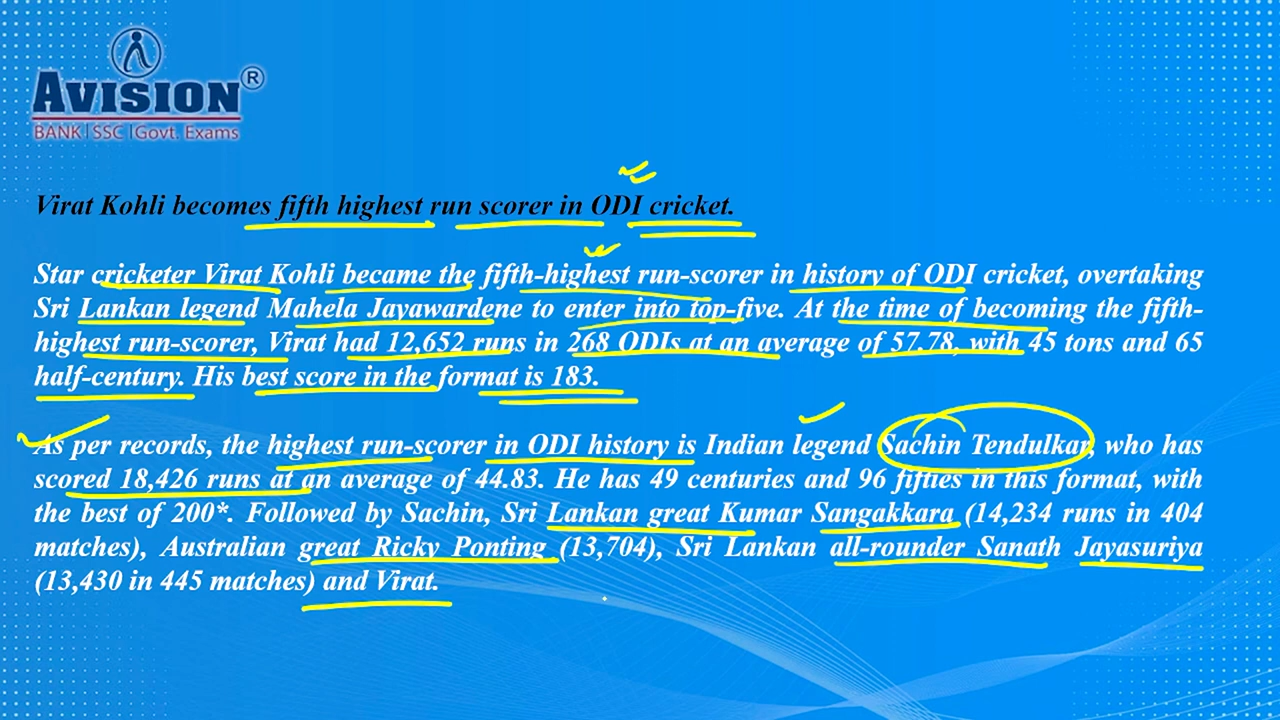 AVISION®
BANK|SSC|Govt. Exams
Virat Kohli becomes fifth highest run scorer in ODI cricket.
Star cricketer Virat Kohli became the fifth-highest run-scorer in history of ODI cricket, overtaking
Sri Lankan legend Mahela Jayawardene to enter into top-five. At the time of becoming the fifth-
highest run-scorer, Virat had 12,652 runs in 268 ODIs at an average of 57.78, with 45 tons and 65
half-century. His best score in the format is 183.
As per records, the highest run-scorer in ODI history is Indian legend Sachin Tendulkar, who has
scored 18,426 runs at an average of 44.83. He has 49 centuries and 96 fifties in this format, with
the best of 200*. Followed by Sachin, Sri Lankan great Kumar Sangakkara (14,234 runs in 404
matches), Australian great Ricky Ponting (13,704), Sri Lankan all-rounder Sanath Jayasuriya
(13,430 in 445 matches) and Virat.